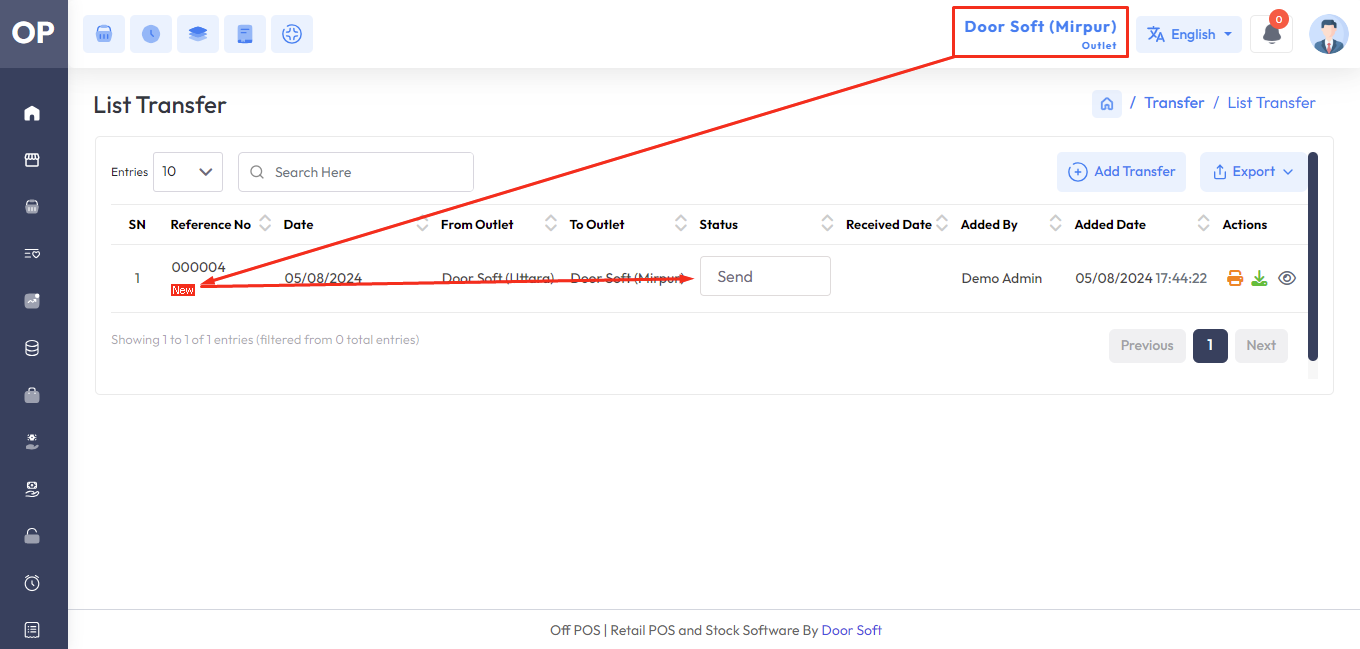 OP
Door Soft (Mirpur)
Outlet
English
0
List Transfer
/ Transfer / List Transfer
Entries 10 Search Here Add Transfer Export
SN Reference No Date From Outlet To Outlet Status Received Date Added By Added Date Actions
1 000004 05/08/2024 Door Soft (Uttara) Door Soft (Mirpur) Send Demo Admin 05/08/2024 17:44:22
New
Showing 1 to 1 of 1 entries (filtered from 0 total entries)
Previous 1 Next
Off POS | Retail POS and Stock Software By Door Soft